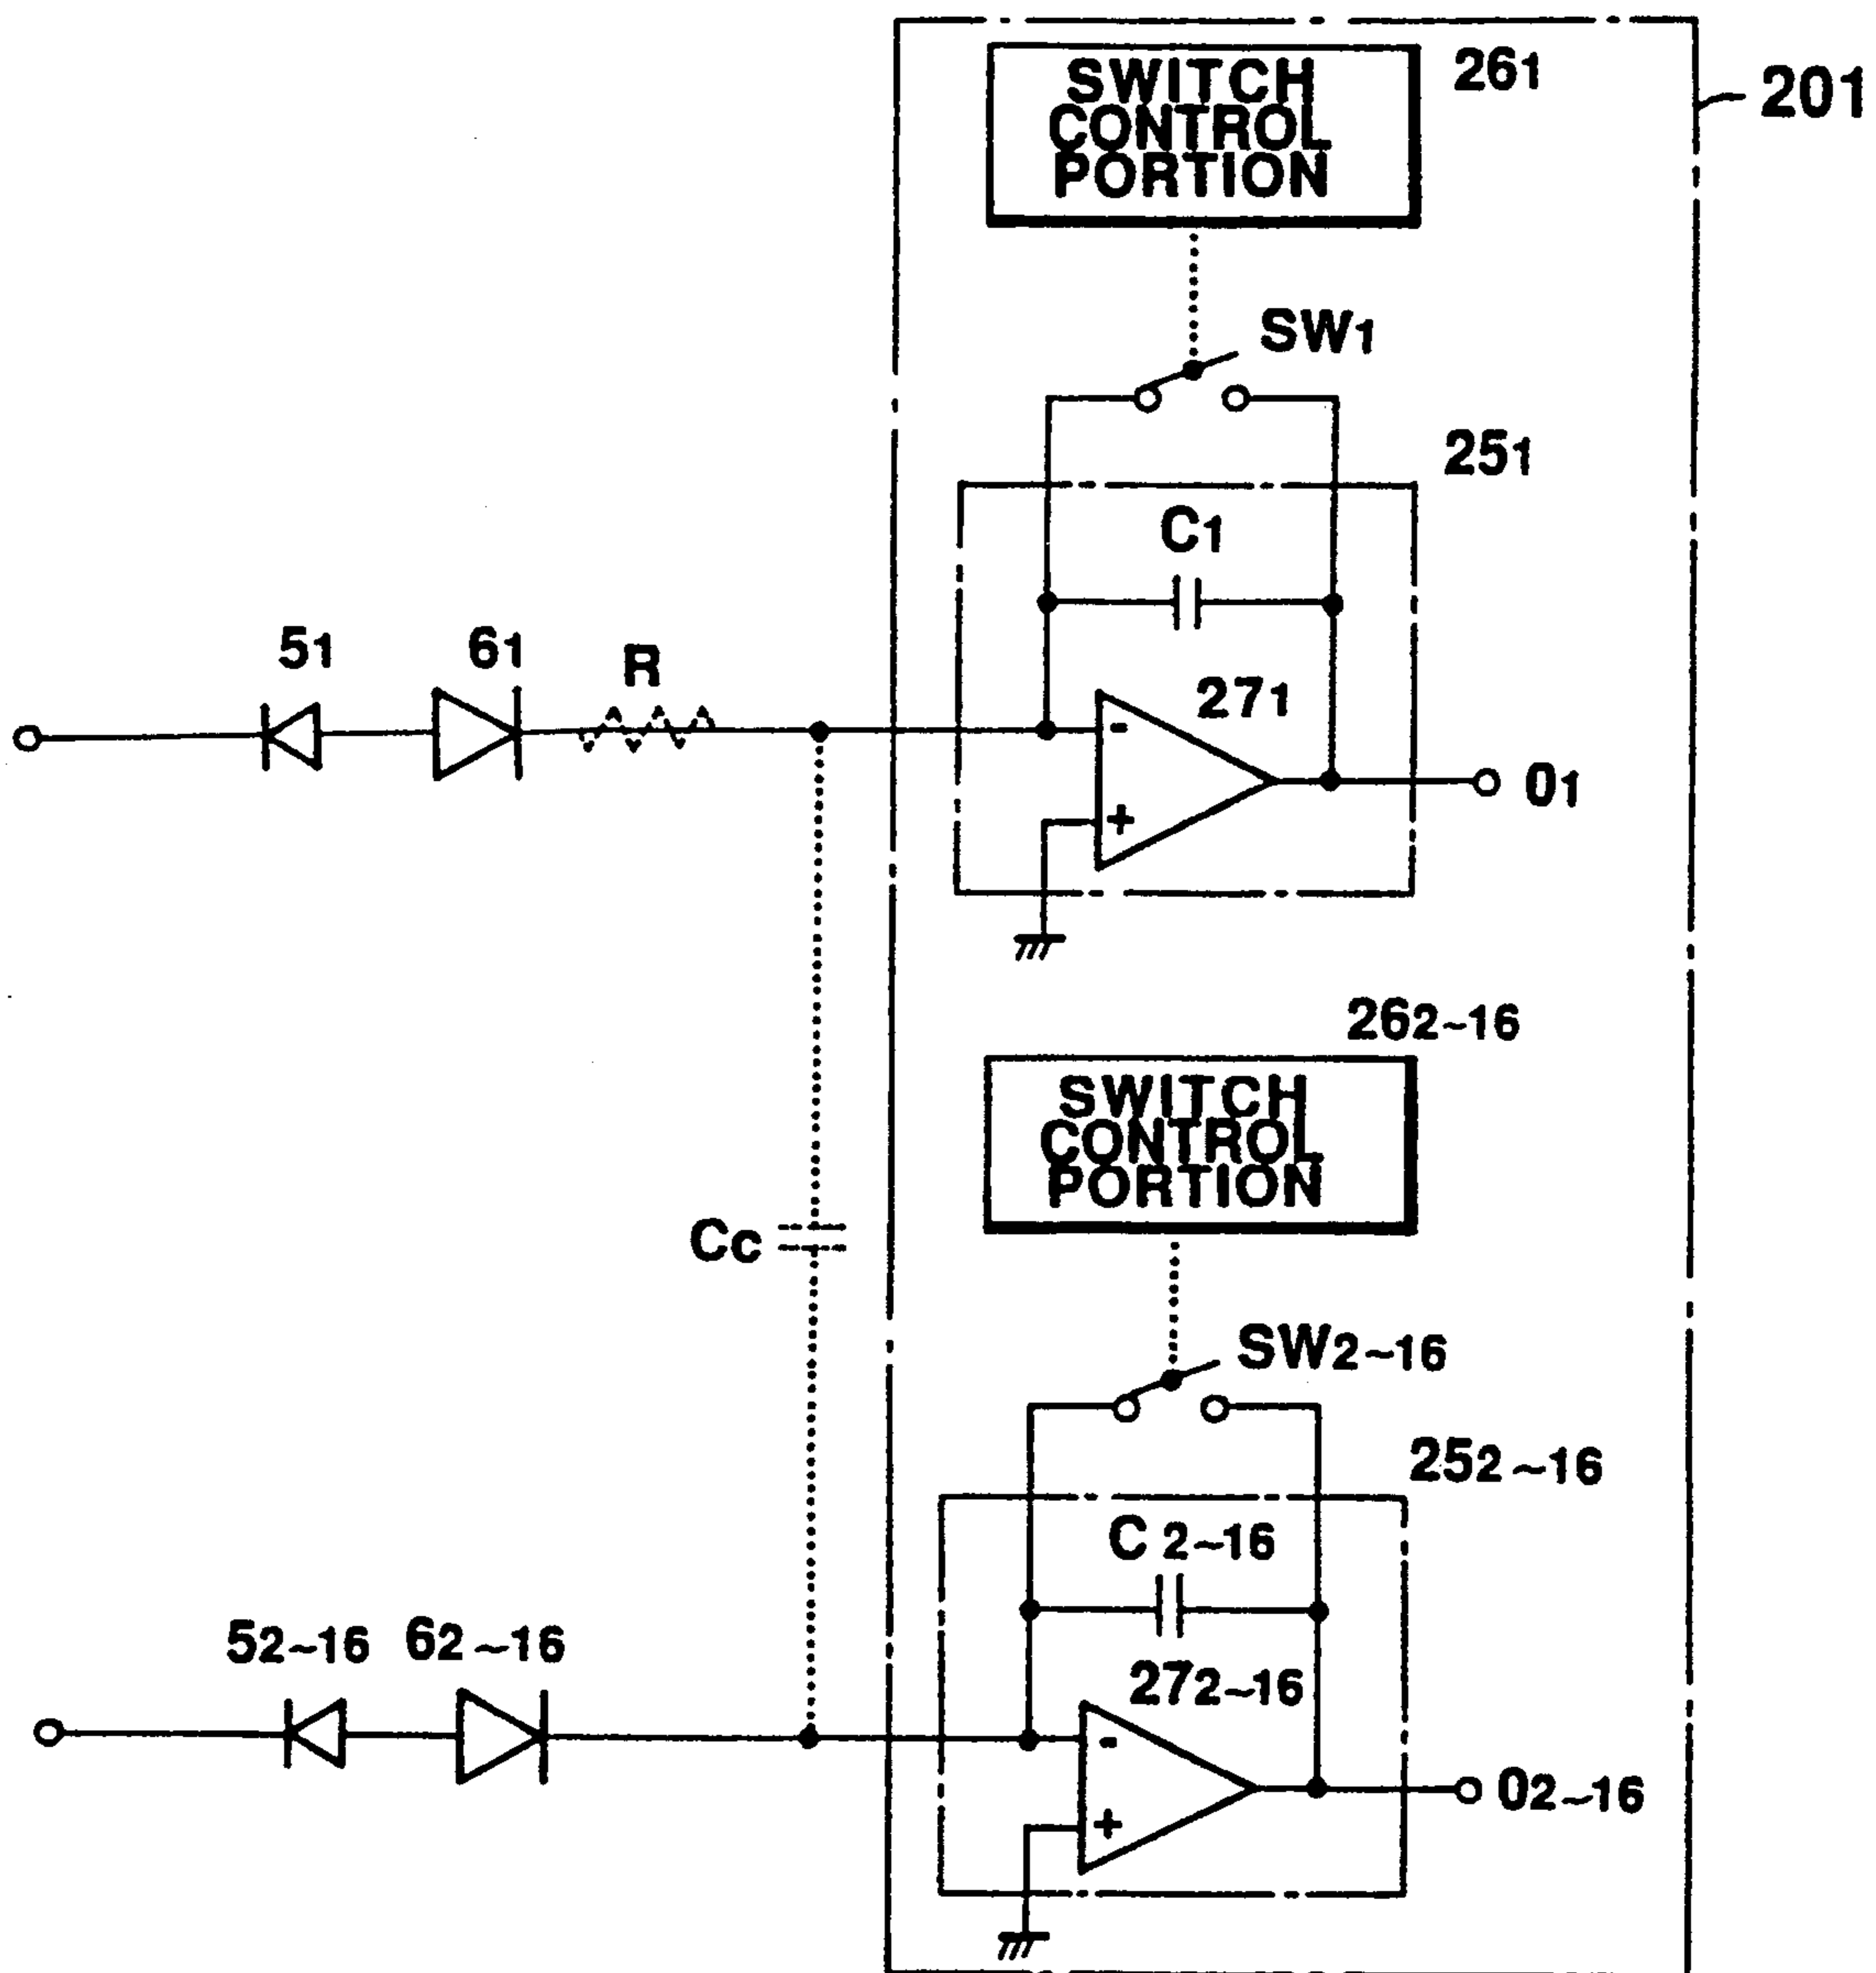 SWITCH
CONTROL
PORTION
261
201
SW1
251
C1
51
61
R
271
-
+
01
262~16
SWITCH
CONTROL
PORTION
Cc
SW2~16
252~16
C 2~16
52~16
62~16
272~16
-
+
02~16